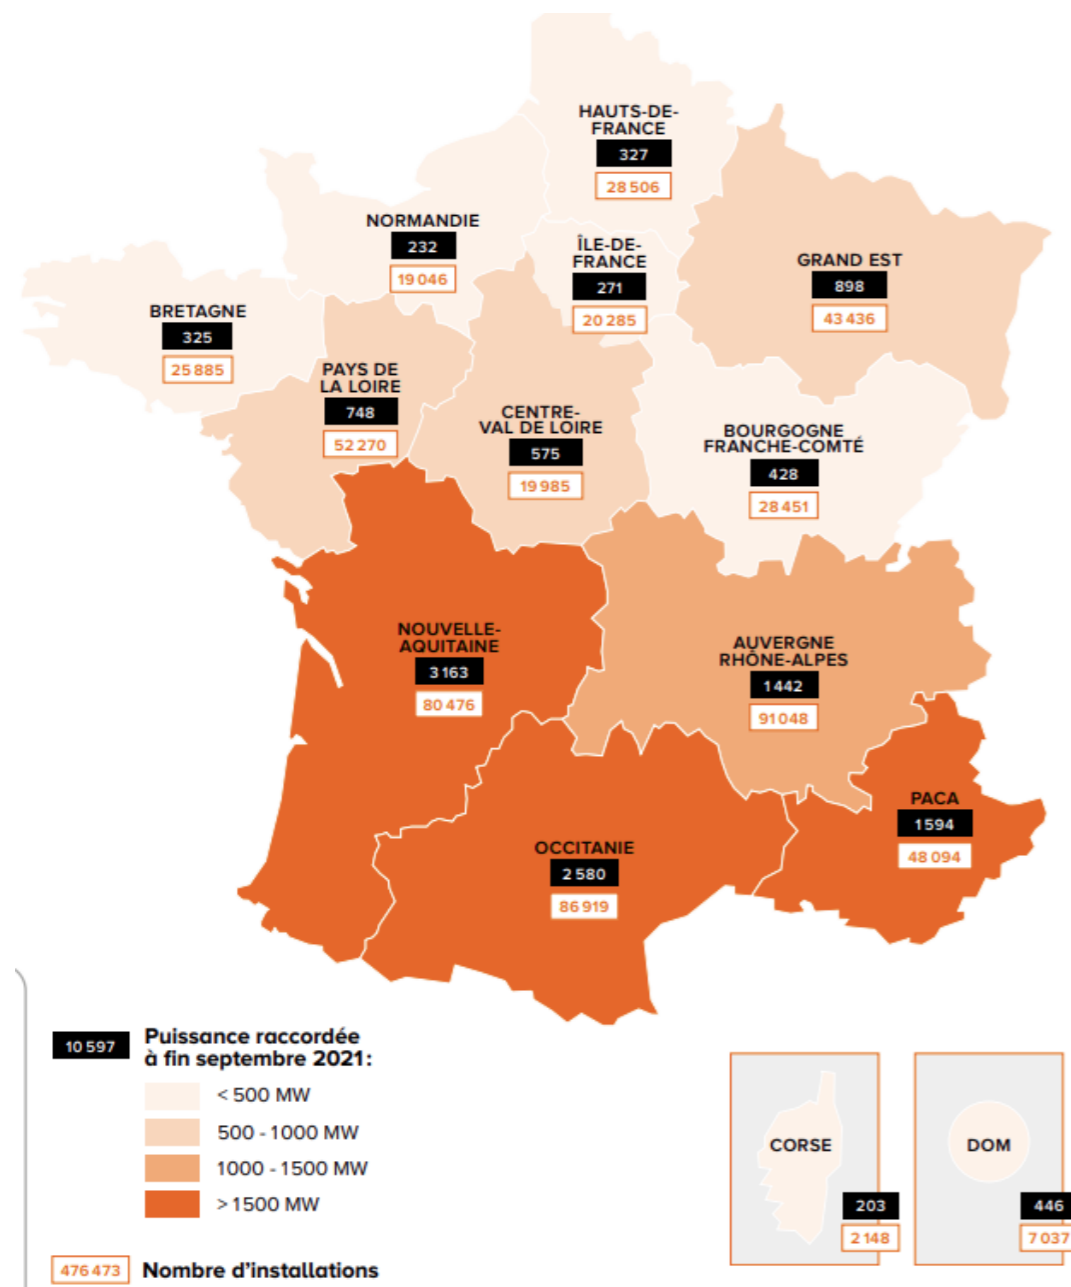 HAUTS-DE-
FRANCE
327
28 506
NORMANDIE
232
19 046
ÎLE-DE-
FRANCE
271
20 285
GRAND EST
898
43 436
BRETAGNE
325
25 885
PAYS DE
LA LOIRE
748
52 270
CENTRE-
VAL DE LOIRE
575
19 985
BOURGOGNE
FRANCHE-COMTÉ
428
28 451
NOUVELLE-
AQUITAINE
3 163
80 476
AUVERGNE
RHÔNE-ALPES
1 442
91 048
PACA
1 594
48 094
OCCITANIE
2 580
86 919
10 597
Puissance raccordée
à fin septembre 2021:
< 500 MW
500 - 1000 MW
1000 - 1500 MW
> 1500 MW
476 473
Nombre d'installations
CORSE
203
2 148
DOM
446
7 037